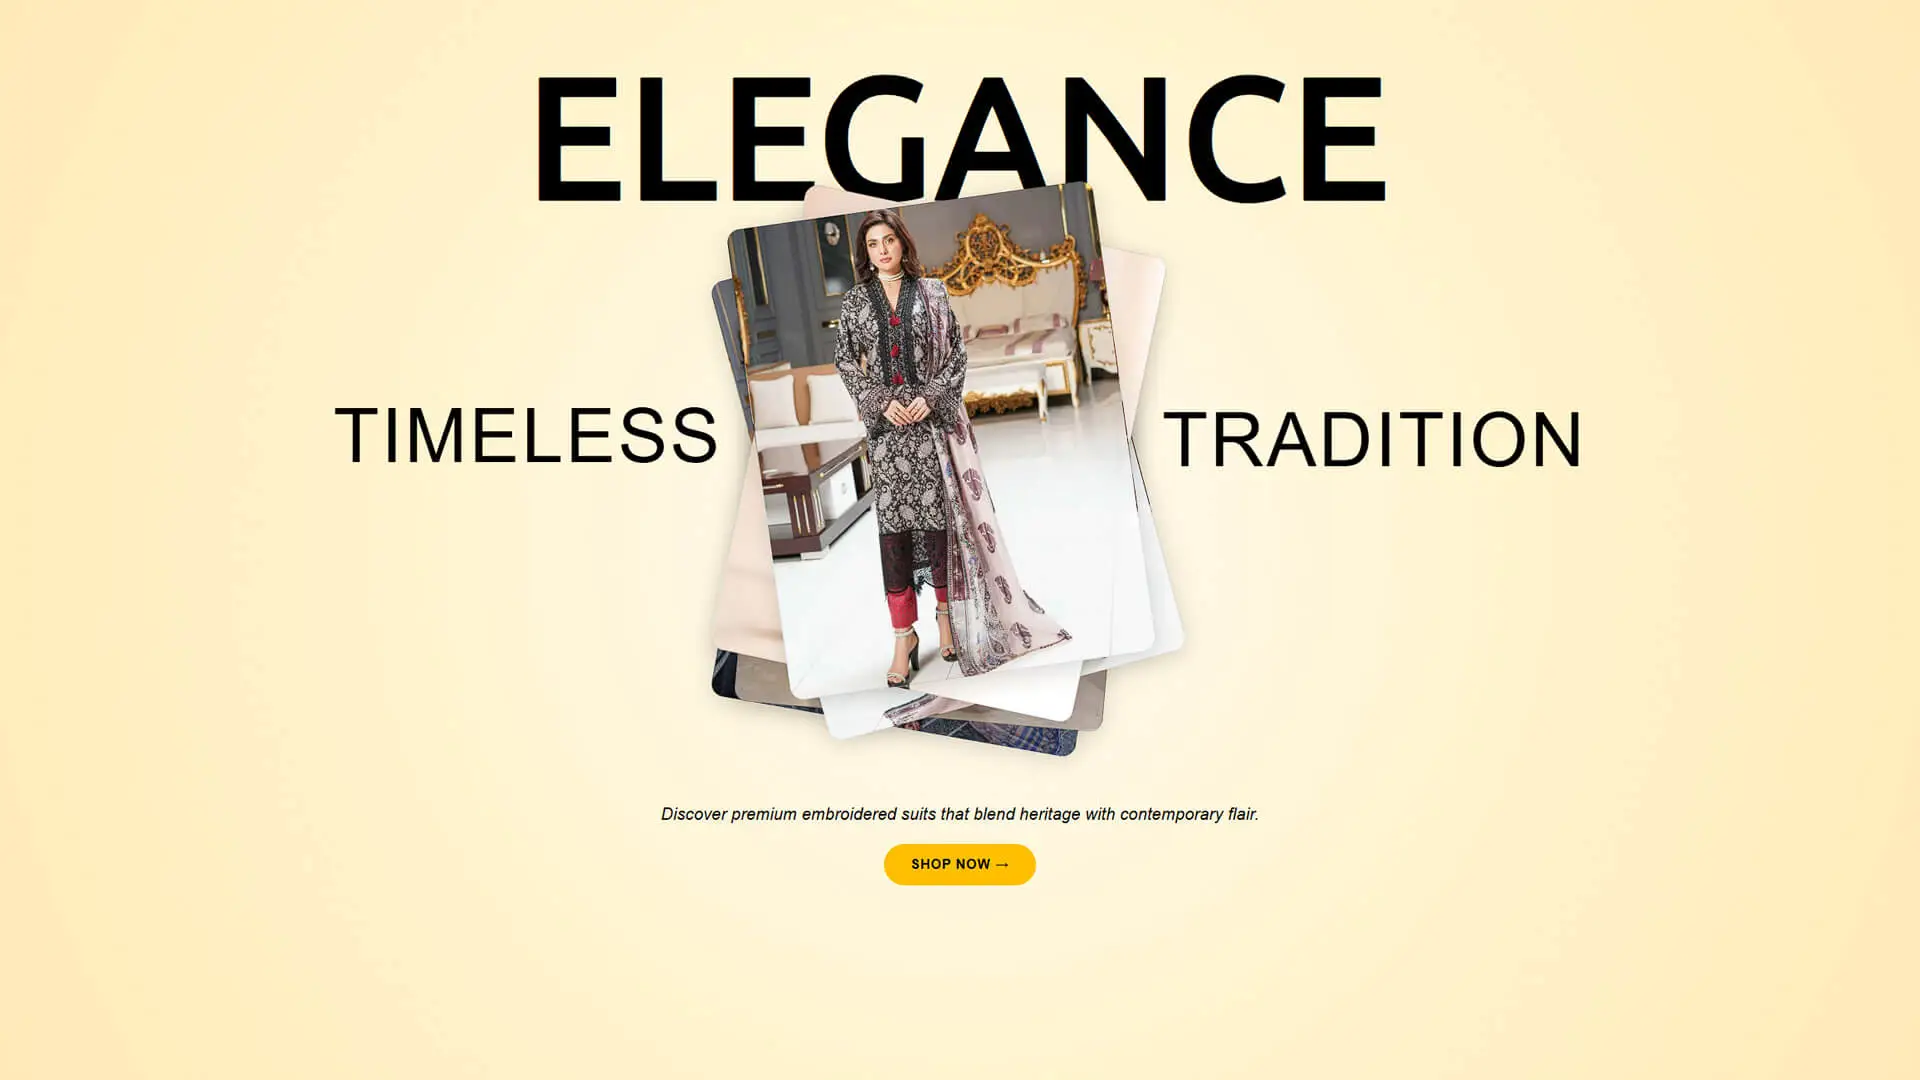 ELEGANCE
TIMELESS
TRADITION
Discover premium embroidered suits that blend heritage with contemporary flair.
SHOP NOW →